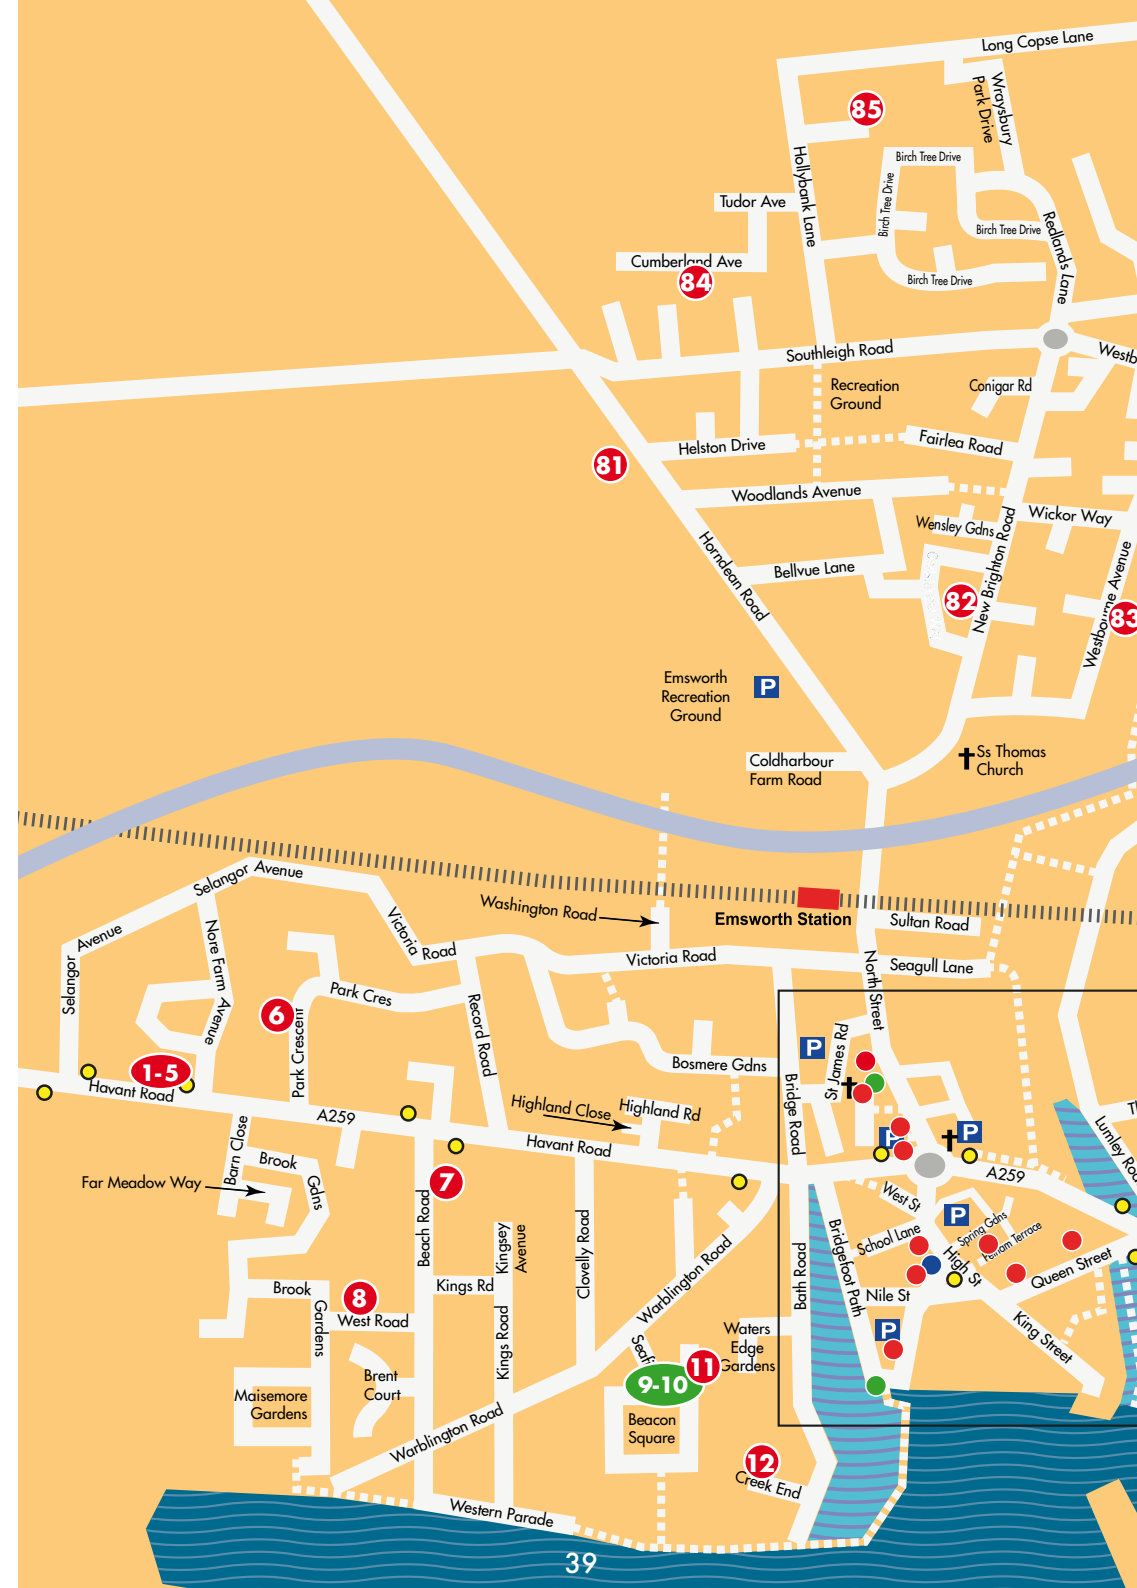 Long Copse Lane
Wraysbury
Park Drive
85
Hollybank Lane
Birch Tree Drive
Birch Tree Drive
Tudor Ave
Birch Tree Drive
Redlands Lane
Cumberland Ave
84
Birch Tree Drive
Southleigh Road
Westb
Recreation
Ground
Conigar Rd
Helston Drive
Fairlea Road
81
Woodlands Avenue
Wensley Gdns
Wickor Way
Horndean Road
Bellvue Lane
New Brighton Road
82
Westbourne Avenue
83
Emsworth
Recreation
Ground
P
Coldharbour
Farm Road
Ss Thomas
Church
Selangor Avenue
Washington Road
Emsworth Station
Sultan Road
Selangor Avenue
Nore Farm Avenue
Victoria Road
Victoria Road
North Street
Seagull Lane
Park Cres
6
Park Crescent
Record Road
Bosmere Gdns
P
St James Rd
1-5
Havant Road
A259
Highland Close
Highland Rd
Bridge Road
P
P
Th
Lumley Roa
Havant Road
A259
Barn Close
Brook Gdns
Far Meadow Way
7
Beach Road
Kingsey
Avenue
Clovelly Road
Warblington Road
West St
P
Spring Gdns
Pelham Terrace
School Lane
High St
Queen Street
Bath Road
Bridgefoot Path
Kings Rd
Brook
Gardens
8
West Road
Kings Road
Nile St
King Street
P
Waters
Edge
Gardens
Seafi
11
9-10
Brent
Court
Maisemore
Gardens
Beacon
Square
Warblington Road
12
Creek End
Western Parade
39